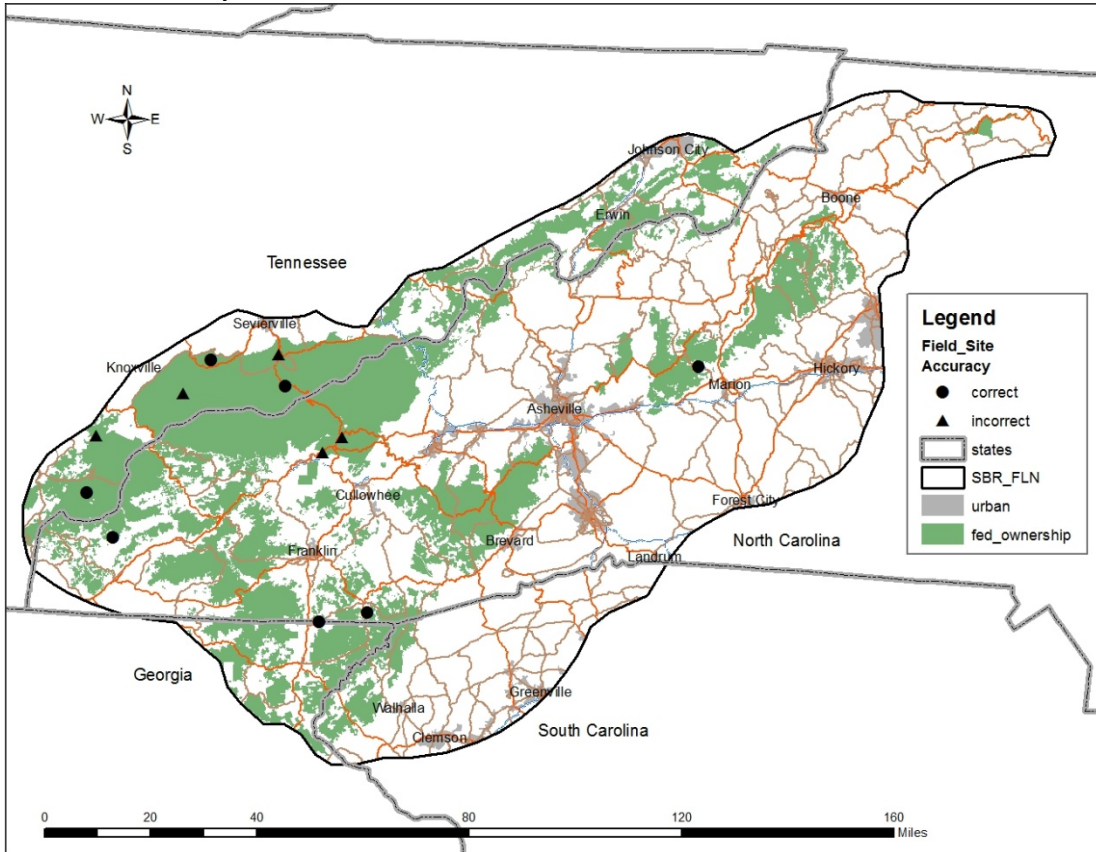 N
W E
S
Johnson City
Boone
Erwin
Tennessee
Sevierville
Knoxville
Hickory
Marion
Asheville
Cullowhee
Forest City
Franklin
Brevard
North Carolina
Landrum
Georgia
Greenville
Walhalla
South Carolina
Clemson
Legend
Field_Site
Accuracy
correct
incorrect
states
SBR_FLN
urban
fed_ownership
0 20 40 80 120 160
Miles